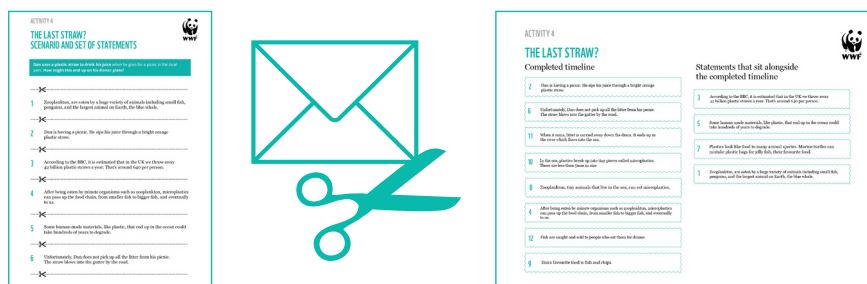 ACTIVITY 4
WWF
THE LAST STRAW?
SCENARIO AND SET OF STATEMENTS
Dan uses a plastic straw to drink his juice when he goes for a picnic in the local
park. How might this end up on his dinner plate?
1 Zooplankton, are eaten by a huge variety of animals including small fish,
penguins, and the largest animal on Earth, the blue whale.
2 Dan is having a picnic. He sips his juice through a bright orange
plastic straw.
3 According to the BBC, it is estimated that in the UK we throw away
42 billion plastic straws a year. That's around 640 per person.
4 After being eaten by minute organisms such as zooplankton, microplastics
can pass up the food chain, from smaller fish to bigger fish, and eventually
to us.
5 Some human made materials, like plastic, that end up in the ocean could
take hundreds of years to degrade.
6 Unfortunately, Dan does not pick up all the litter from his picnic.
The straw blows into the gutter by the road.
ACTIVITY 4
WWF
THE LAST STRAW?
Completed timeline
2 Dan is having a picnic. He sips his juice through a bright orange
plastic straw.
6 Unfortunately, Dan does not pick up all the litter from his picnic.
The straw blows into the gutter by the road.
11 When it rains, litter is carried away down the drain. It ends up in
the river which flows into the sea.
10 In the sea, plastics break up into tiny pieces called microplastics.
These are less than 5mm in size.
8 Zooplankton, tiny animals that live in the sea, can eat microplastics.
4 After being eaten by minute organisms such as zooplankton, microplastics
can pass up the food chain, from smaller fish to bigger fish, and eventually
to us.
12 Fish are caught and sold to people who eat them for dinner.
9 Dan's favourite food is fish and chips.
Statements that sit alongside
the completed timeline
3 According to the BBC, it is estimated that in the UK we throw away
42 billion plastic straws a year. That's around 640 per person.
5 Some human made materials, like plastic, that end up in the ocean could
take hundreds of years to degrade.
7 Plastics look like food to many animal species. Marine turtles can
mistake plastic bags for jelly fish, their favourite food.
1 Zooplankton, are eaten by a huge variety of animals including small fish,
penguins, and the largest animal on Earth, the blue whale.